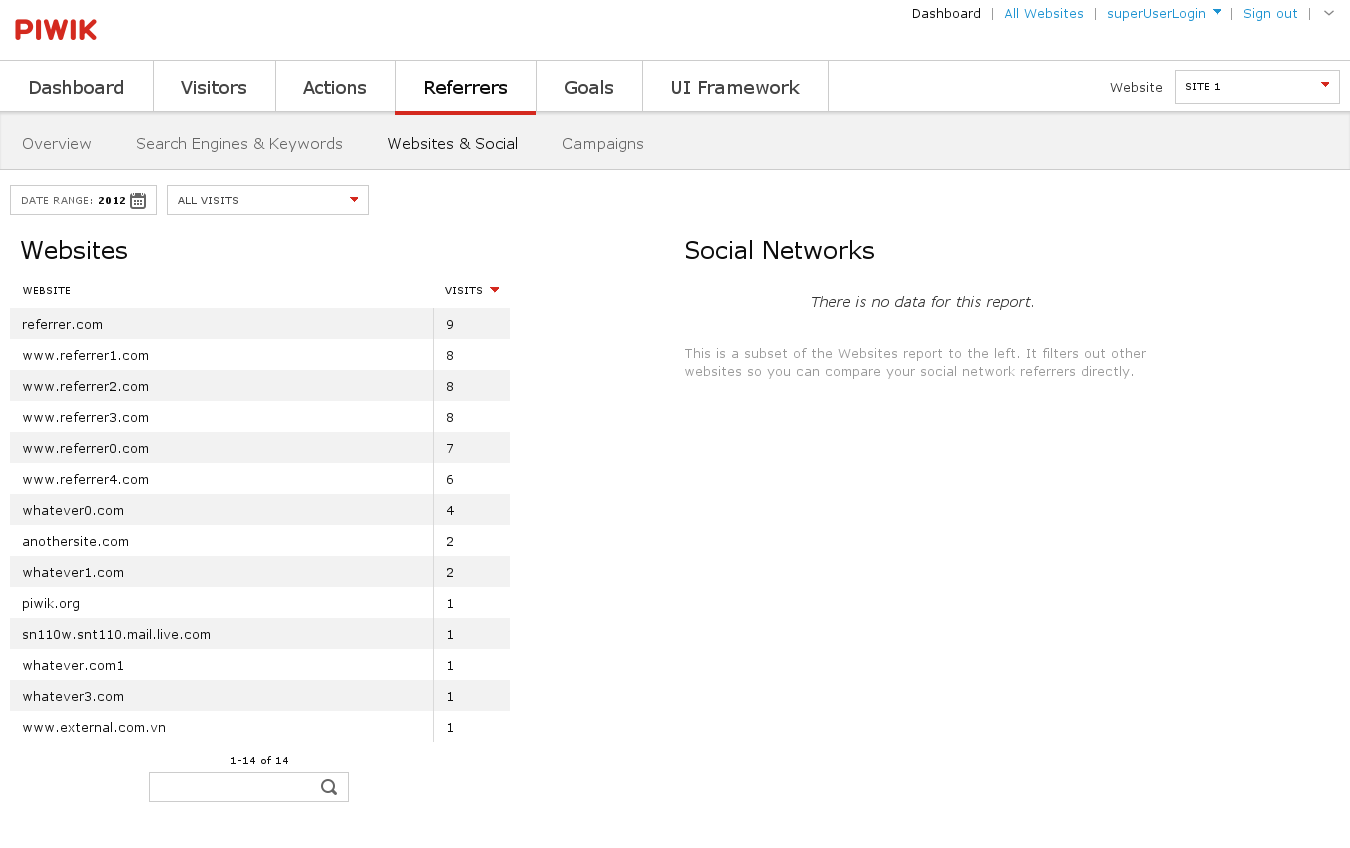 PIWIK
Dashboard | All Websites | superUserLogin | Sign out |
Dashboard Visitors Actions Referrers Goals UI Framework Website SITE 1
Overview Search Engines & Keywords Websites & Social Campaigns
DATE RANGE: 2012 ALL VISITS
Websites
WEBSITE VISITS
referrer.com 9
www.referrer1.com 8
www.referrer2.com 8
www.referrer3.com 8
www.referrer0.com 7
www.referrer4.com 6
whatever0.com 4
anothersite.com 2
whatever1.com 2
piwik.org 1
sn110w.snt110.mail.live.com 1
whatever.com1 1
whatever3.com 1
www.external.com.vn 1
1-14 of 14
Social Networks
There is no data for this report.
This is a subset of the Websites report to the left. It filters out other
websites so you can compare your social network referrers directly.